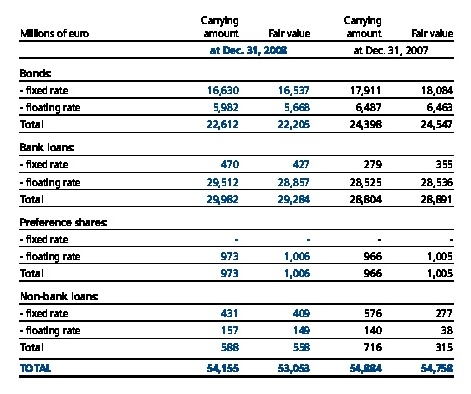 Carrying Carrying
Millions of euro amount Fair value amount Fair value
at Dec. 31, 2008 at Dec. 31, 2007
Bonds:
- fixed rate 16,630 16,537 17,911 18,084
- floating rate 5,982 5,668 6,487 6,463
Total 22,612 22,205 24,398 24,547
Bank loans:
- fixed rate 470 427 279 355
- floating rate 29,512 28,857 28,525 28,536
Total 29,982 29,284 28,804 28,891
Preference shares:
- fixed rate - - - -
- floating rate 973 1,006 966 1,005
Total 973 1,006 966 1,005
Non-bank loans:
- fixed rate 431 409 576 277
- floating rate 157 149 140 38
Total 588 558 716 315
TOTAL 54,155 53,053 54,884 54,758